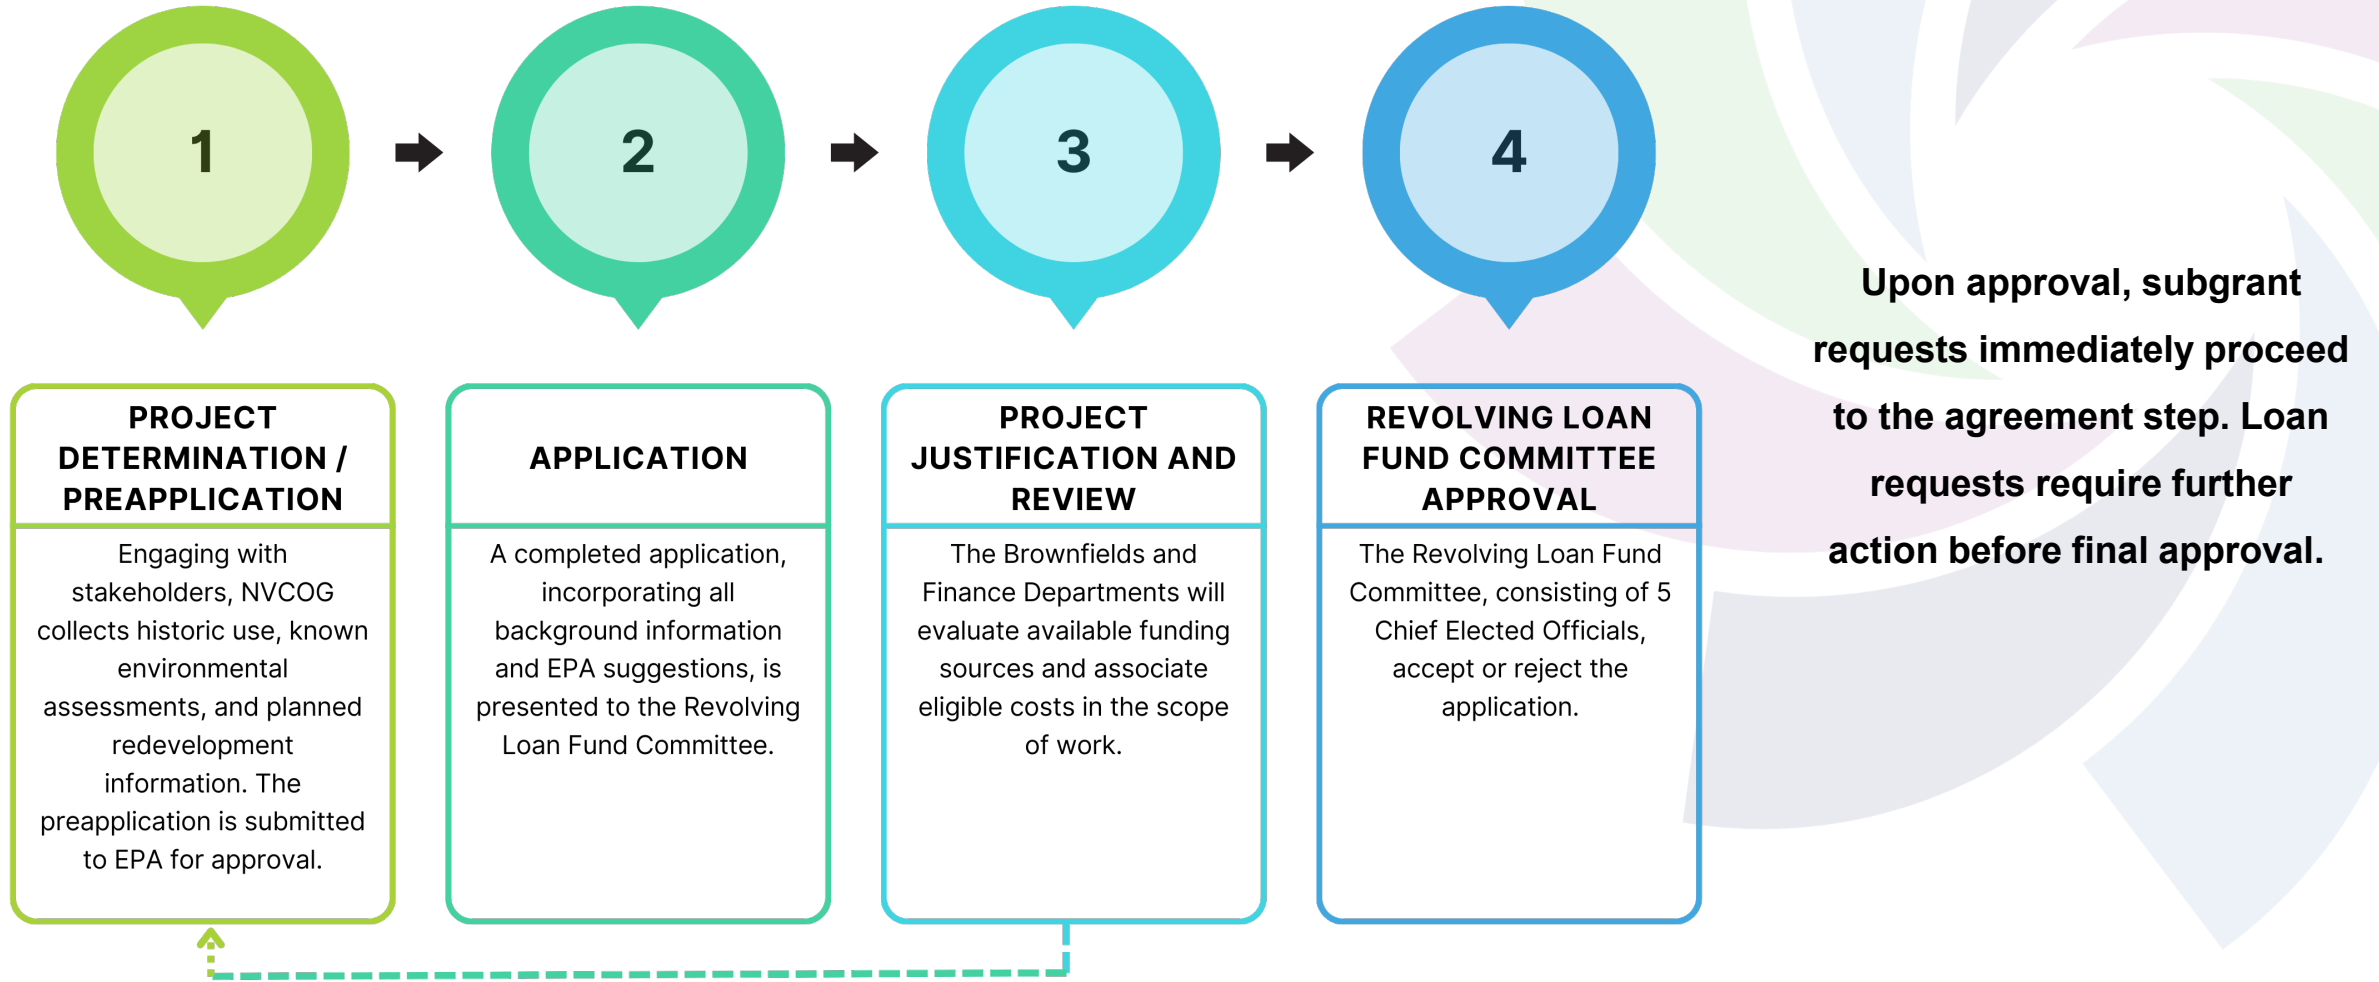 1
2
3
4
PROJECT
DETERMINATION /
PREAPPLICATION
Engaging with
stakeholders, NVCOG
collects historic use, known
environmental
assessments, and planned
redevelopment
information. The
preapplication is submitted
to EPA for approval.
APPLICATION
A completed application,
incorporating all
background information
and EPA suggestions, is
presented to the Revolving
Loan Fund Committee.
PROJECT
JUSTIFICATION AND
REVIEW
The Brownfields and
Finance Departments will
evaluate available funding
sources and associate
eligible costs in the scope
of work.
REVOLVING LOAN
FUND COMMITTEE
APPROVAL
The Revolving Loan Fund
Committee, consisting of 5
Chief Elected Officials,
accept or reject the
application.
Upon approval, subgrant
requests immediately proceed
to the agreement step. Loan
requests require further
action before final approval.